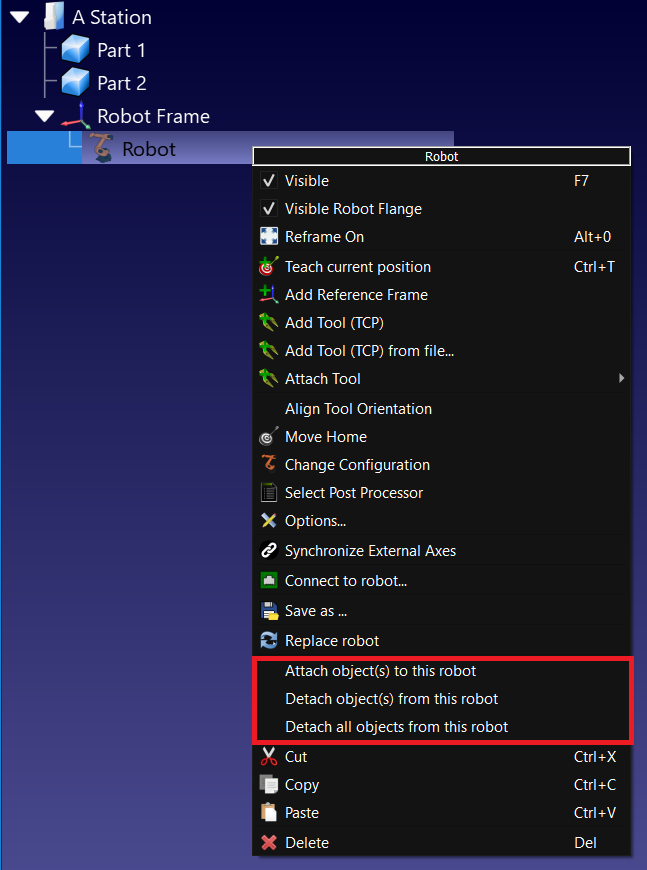 A Station
Part 1
Part 2
Robot Frame
Robot
Robot
Visible F7
Visible Robot Flange
Reframe On Alt+0
Teach current position Ctrl+T
Add Reference Frame
Add Tool (TCP)
Add Tool (TCP) from file...
Attach Tool
Align Tool Orientation
Move Home
Change Configuration
Select Post Processor
Options...
Synchronize External Axes
Connect to robot...
Save as ...
Replace robot
Attach object(s) to this robot
Detach object(s) from this robot
Detach all objects from this robot
Cut Ctrl+X
Copy Ctrl+C
Paste Ctrl+V
Delete Del